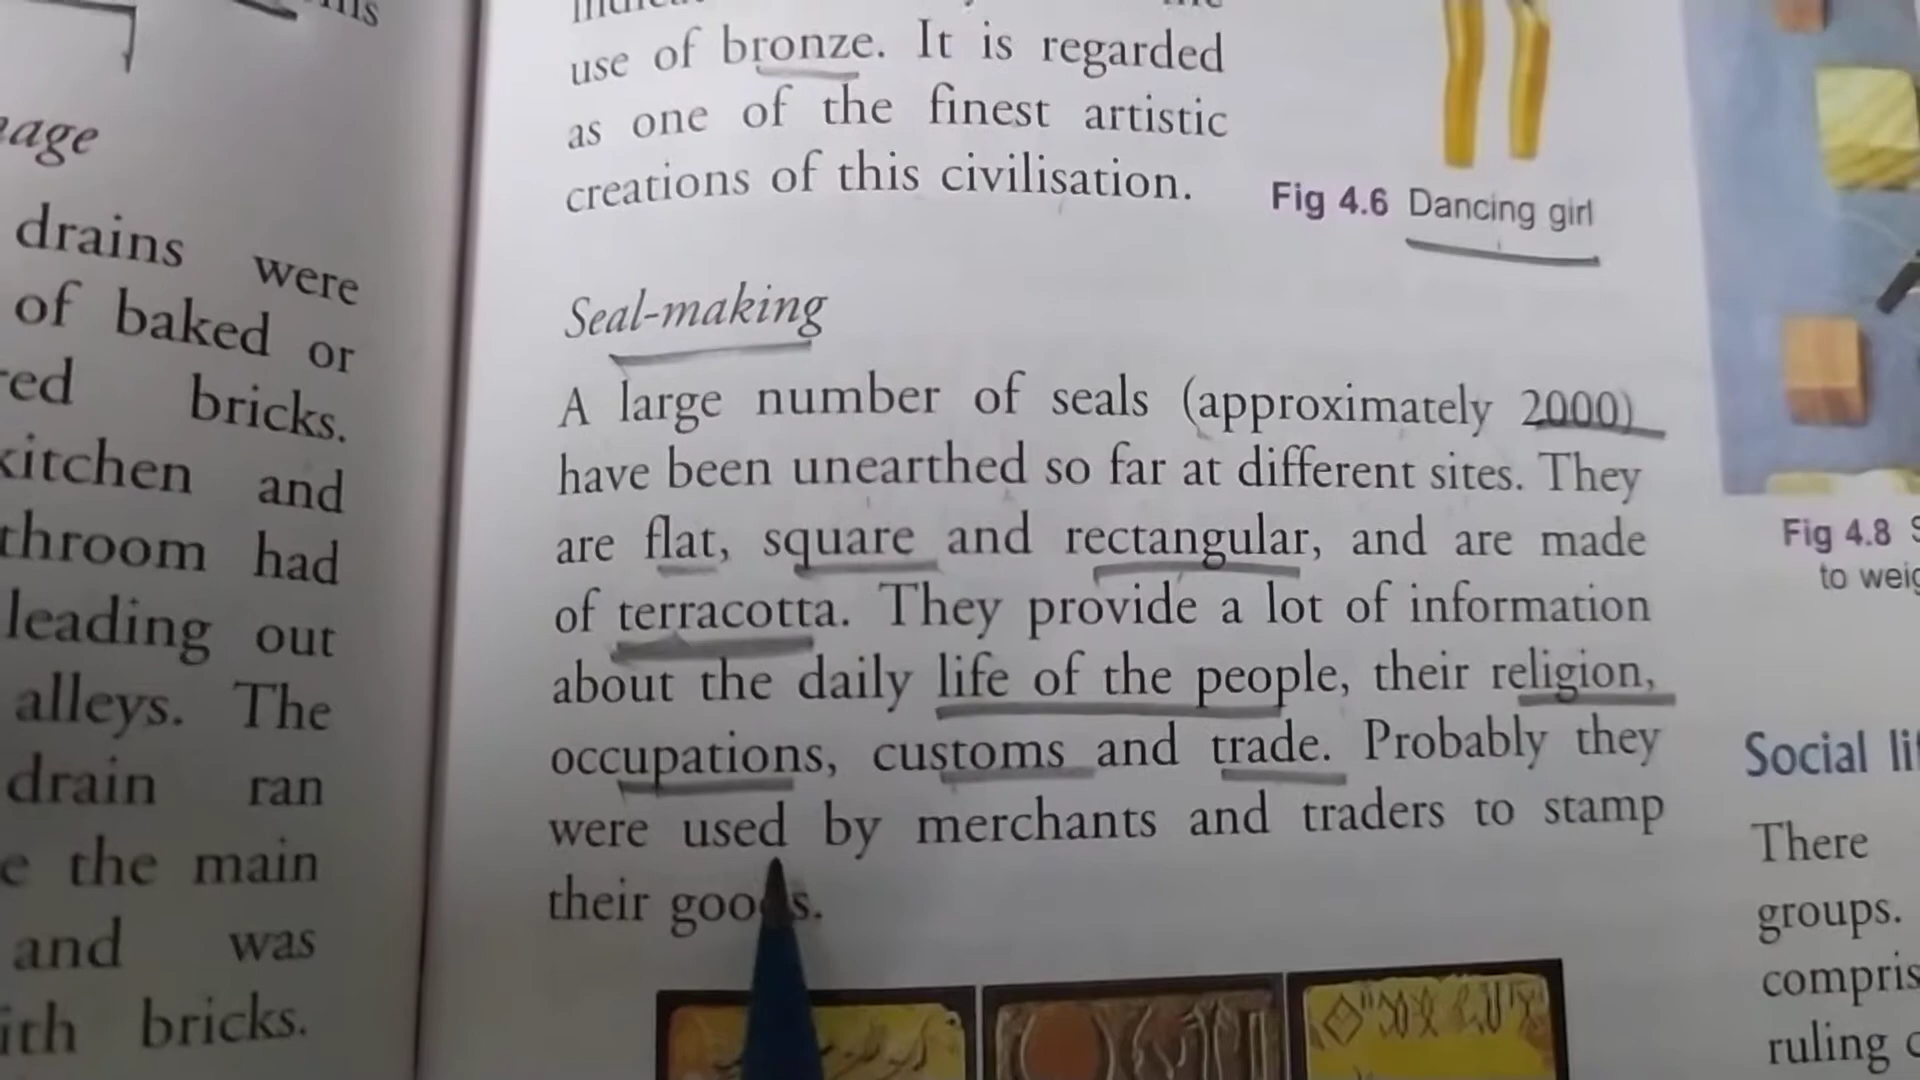 age
drains were
of baked or
bricks.
kitchen and
had
leading out
alleys. The
drain ran
the main
and was
bricks.
use of bronze. It is regarded
as one of the finest artistic
creations of this civilisation.
Fig 4.6 Dancing girl
Seal-making
A large number of seals (approximately 2000)
have been unearthed so far at different sites. They
are flat, square and rectangular, and are made
of terracotta. They provide a lot of information
about the daily life of the people, their religion,
occupations, customs and trade. Probably they
were used by merchants and traders to stamp
their goods.
Fig 4.8
to
Social
There
groups.
ruling